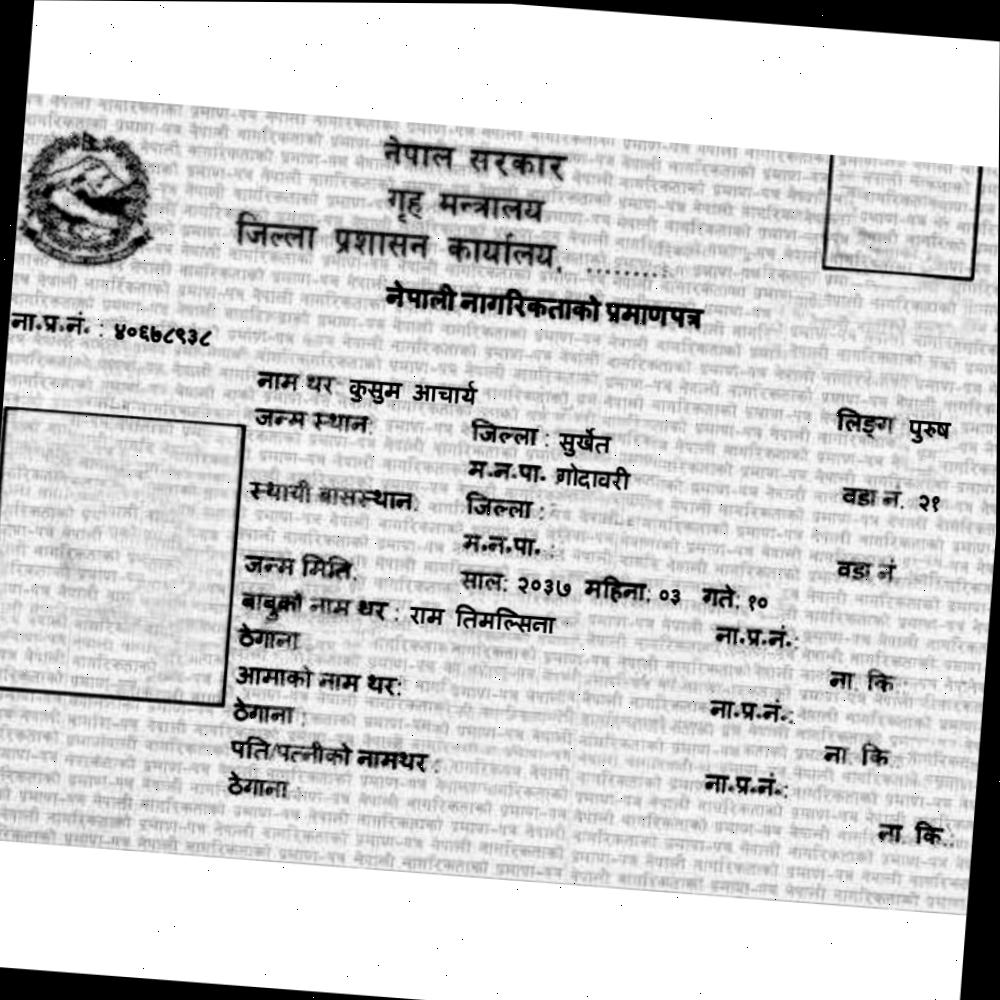 नेपाल सरकार
गृह मन्त्रालय
जिल्ला प्रशासन कार्यालय, .........
नेपाली नागरिकताको प्रमाणपत्र
ना.प्र.नं. : ४०६७८९३८
नाम थर: कुसुम आचार्य
लिङ्ग पुरुष
जन्म स्थान: जिल्ला : सुर्खेत
म.न.पा. गोदावरी वडा नं. २१
स्थायी बासस्थान: जिल्ला :
म.न.पा. : वडा नं
जन्म मिति: साल: २०३७ महिना: ०३ गते: १०
बाबुको नाम थर : राम तिमल्सिना ना.प्र.नं.:
ठेगाना : ना. कि :
आमाको नाम थर: ना.प्र.नं.:
ठेगाना : ना. कि :
पति/पत्नीको नामथर : ना.प्र.नं.:
ठेगाना : ना. कि.: